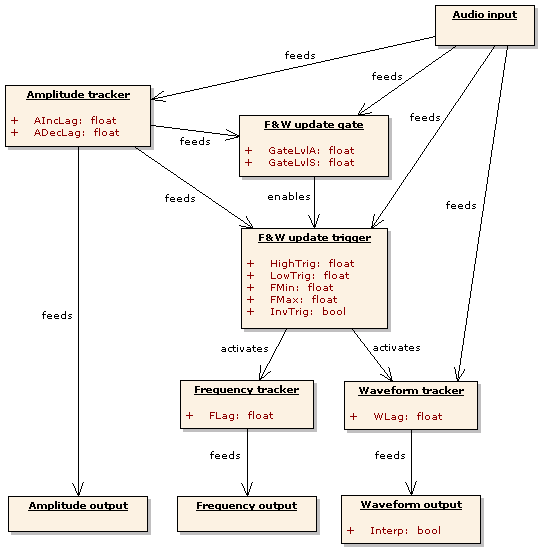 Audio input
feeds
Amplitude tracker
+ AIncLag: float
+ ADecLag: float
feeds
feeds
F&W update gate
+ GateLvlA: float
+ GateLvlS: float
feeds
feeds
enables
feeds
feeds
F&W update trigger
+ HighTrig: float
+ LowTrig: float
+ FMin: float
+ FMax: float
+ InvTrig: bool
feeds
activates
activates
Frequency tracker
+ FLag: float
Waveform tracker
+ WLag: float
feeds
feeds
Amplitude output
Frequency output
Waveform output
+ Interp: bool